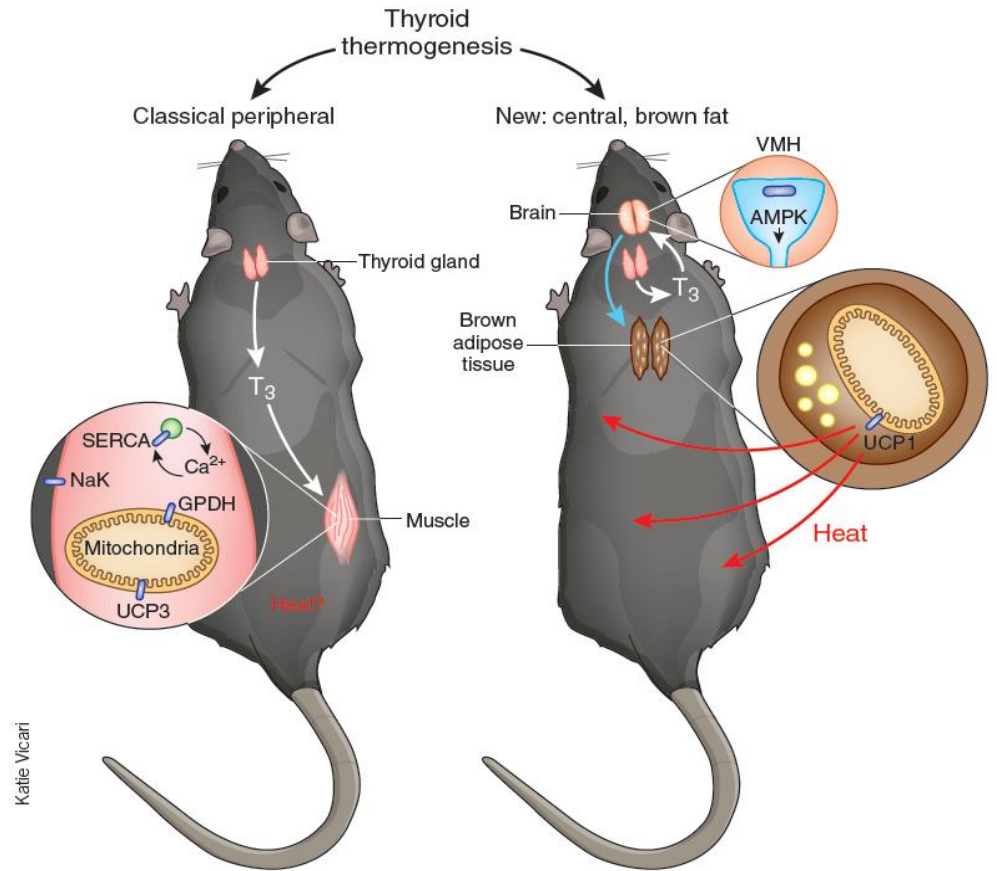 Thyroid
thermogenesis
Classical peripheral
New: central, brown fat
VMH
AMPK
Brain
Thyroid gland
T3
T3
Brown
adipose
tissue
SERCA
Ca2+
NaK
GPDH
Mitochondria
UCP3
Muscle
Heat?
UCP1
Heat
Katie Vicari